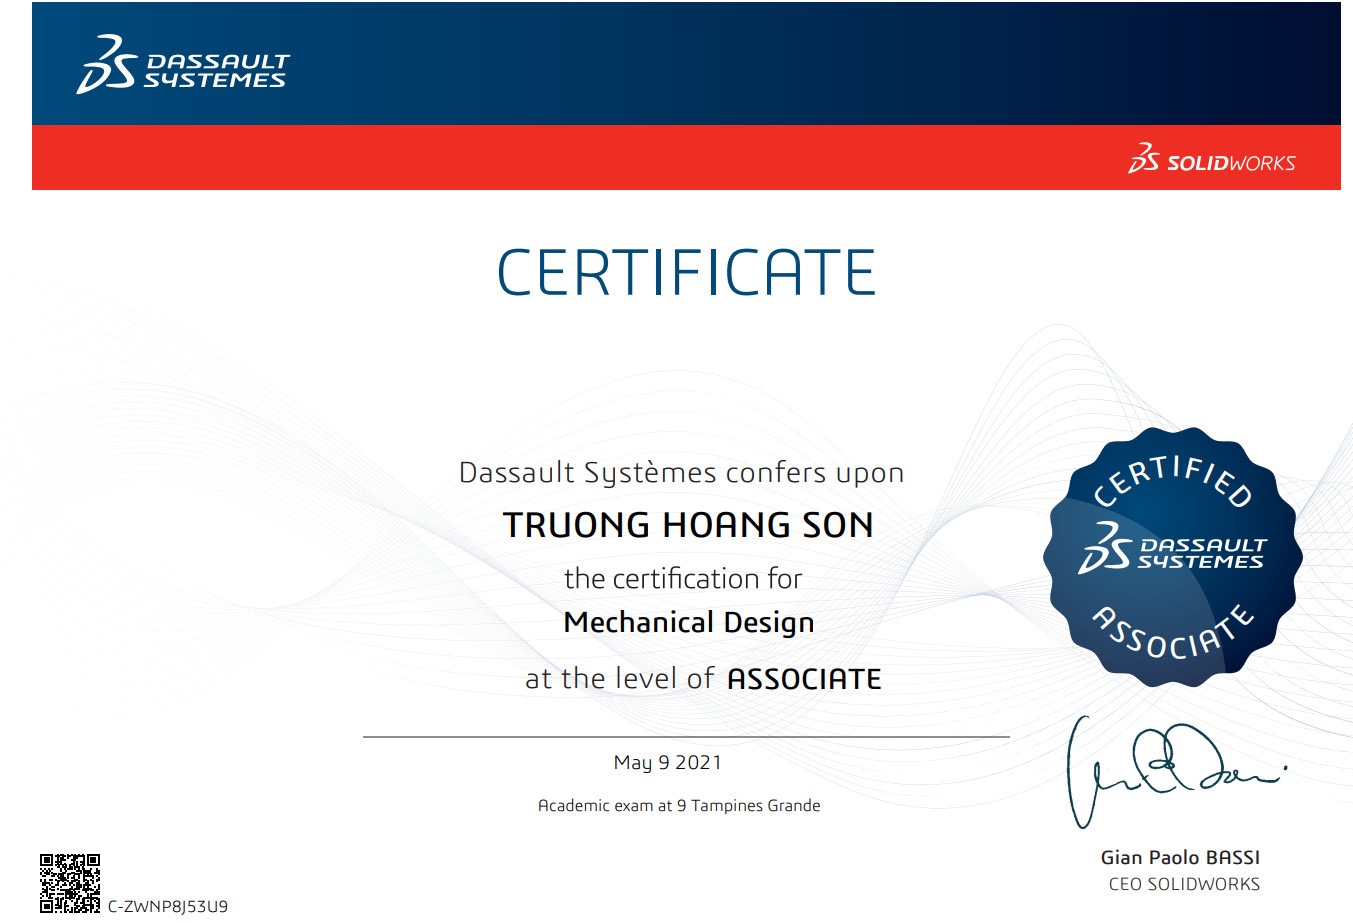 DASSAULT
SYSTEMES
SOLIDWORKS
CERTIFICATE
Dassault Systèmes confers upon
TRUONG HOANG SON
the certification for
Mechanical Design
at the level of ASSOCIATE
CERTIFIED
DASSAULT
SYSTEMES
ASSOCIATE
May 9 2021
Academic exam at 9 Tampines Grande
Gian Paolo BASSI
CEO SOLIDWORKS
C-ZWNP8J53U9